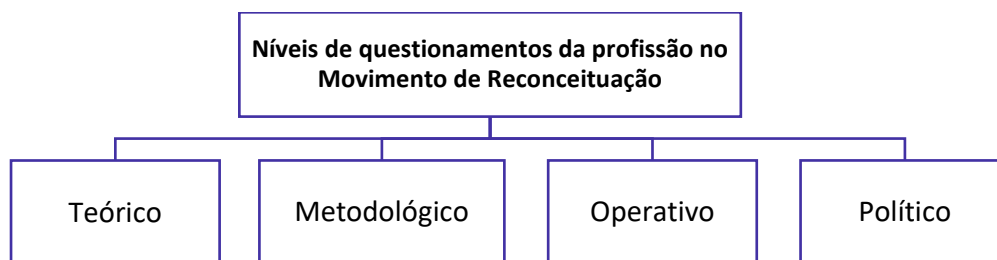 Níveis de questionamentos da profissão no
Movimento de Reconceituação
Teórico
Metodológico
Operativo
Político